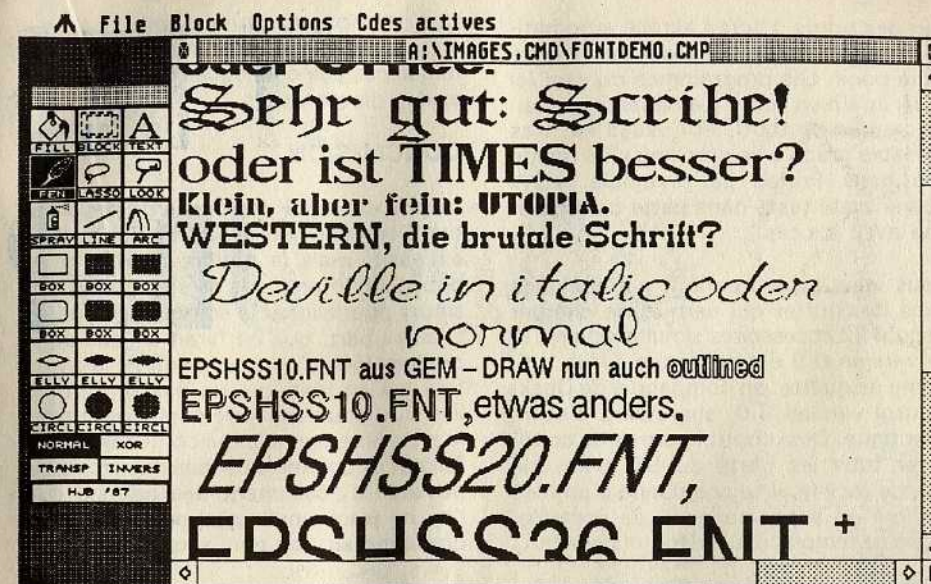 File Block Options Cdes actives
A:\IMAGES.CMD\FONTDEMO.CMP
Sehr gut: Scribe!
oder ist TIMES besser?
Klein, aber fein: UTOPIA.
WESTERN, die brutale Schrift?
Deville in italic oder
normal
EPSHSS10.FNT aus GEM – DRAW nun auch outlined
EPSHSS10.FNT, etwas anders.
EPSHSS20.FNT,
EPSHSS36.FNT +
A
FILL BLOCK TEXT
PEN LASSO LOOK
SPRAY LINE ARC
BOX BOX BOX
BOX BOX BOX
ELLY ELLY ELLY
CIRCL CIRCL CIRCL
NORMAL XOR
TRANSP INVERS
HJB '87